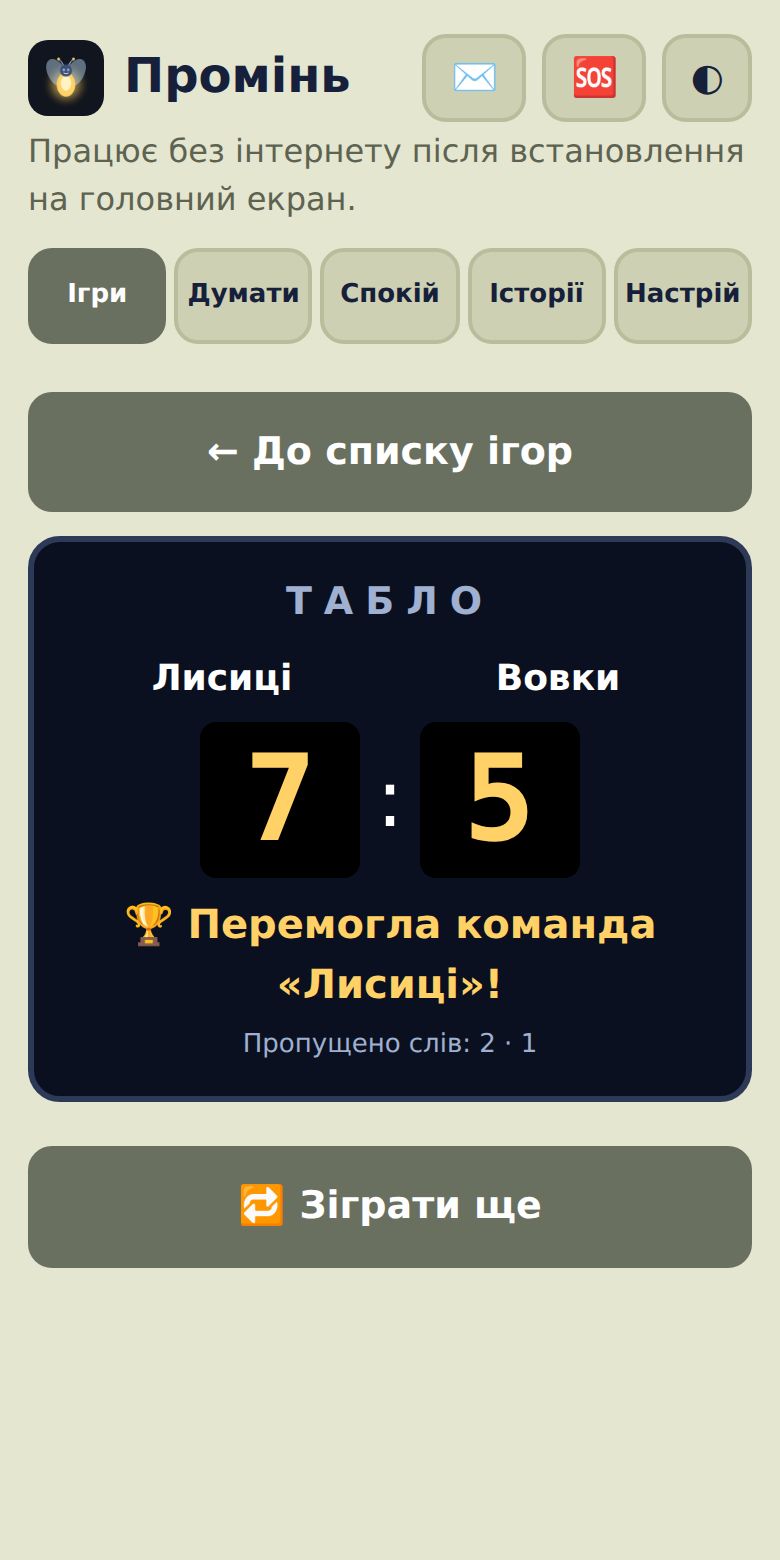 Промінь
✉️ 🆘 ◐
Працює без інтернету після встановлення
на головний екран.
Ігри Думати Спокій Історії Настрій
← До списку ігор
ТАБЛО
Лисиці Вовки
7 : 5
🏆 Перемогла команда
«Лисиці»!
Пропущено слів: 2 · 1
🔁 Зіграти ще